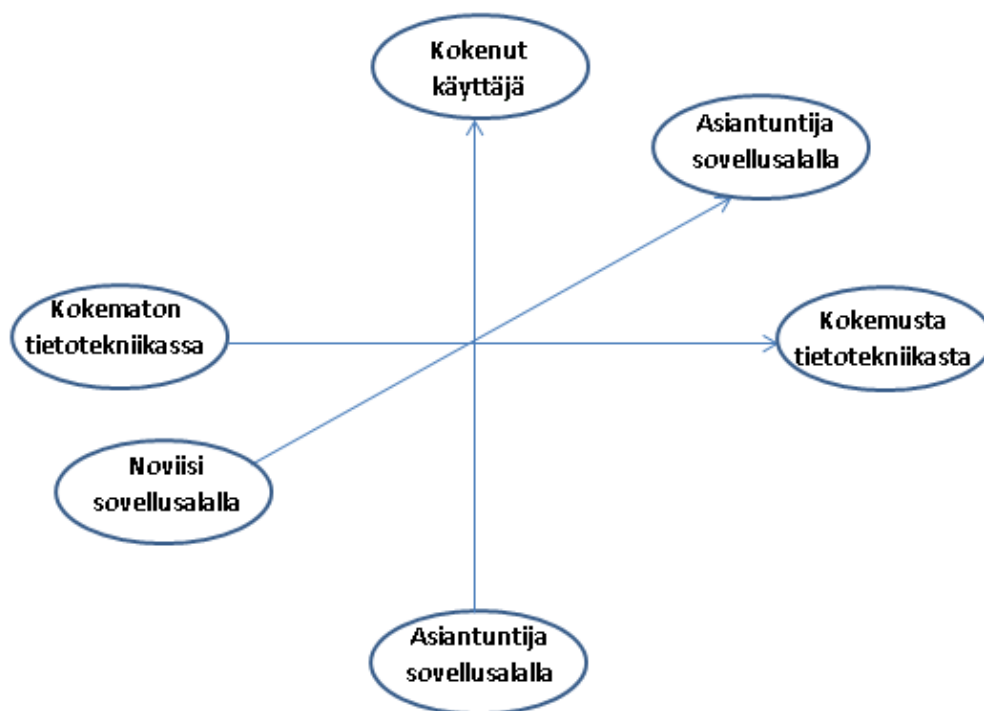 Kokenut
käyttäjä
Asiantuntija
sovellusalalla
Kokematon
tietotekniikassa
Kokemusta
tietotekniikasta
Noviisi
sovellusalalla
Asiantuntija
sovellusalalla